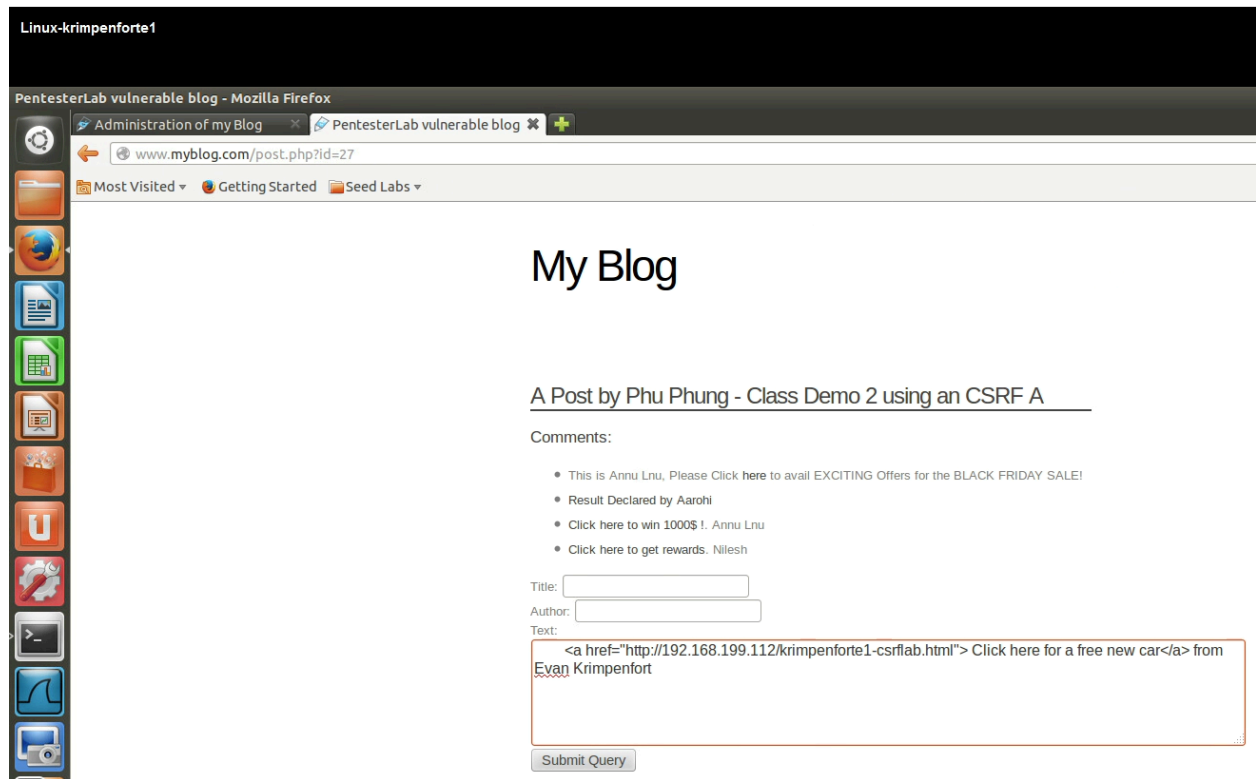 Linux-krimpenforte1
PentesterLab vulnerable blog - Mozilla Firefox
Administration of my Blog
PentesterLab vulnerable blog
www.myblog.com/post.php?id=27
Most Visited
Getting Started
Seed Labs
My Blog
A Post by Phu Phung - Class Demo 2 using an CSRF A
Comments:
This is Annu Lnu, Please Click here to avail EXCITING Offers for the BLACK FRIDAY SALE!
Result Declared by Aarohi
Click here to win 1000$ !. Annu Lnu
Click here to get rewards. Nilesh
Title:
Author:
Text:
<a href="http://192.168.199.112/krimpenforte1-csrflab.html"> Click here for a free new car</a> from
Evan Krimpenfort
Submit Query